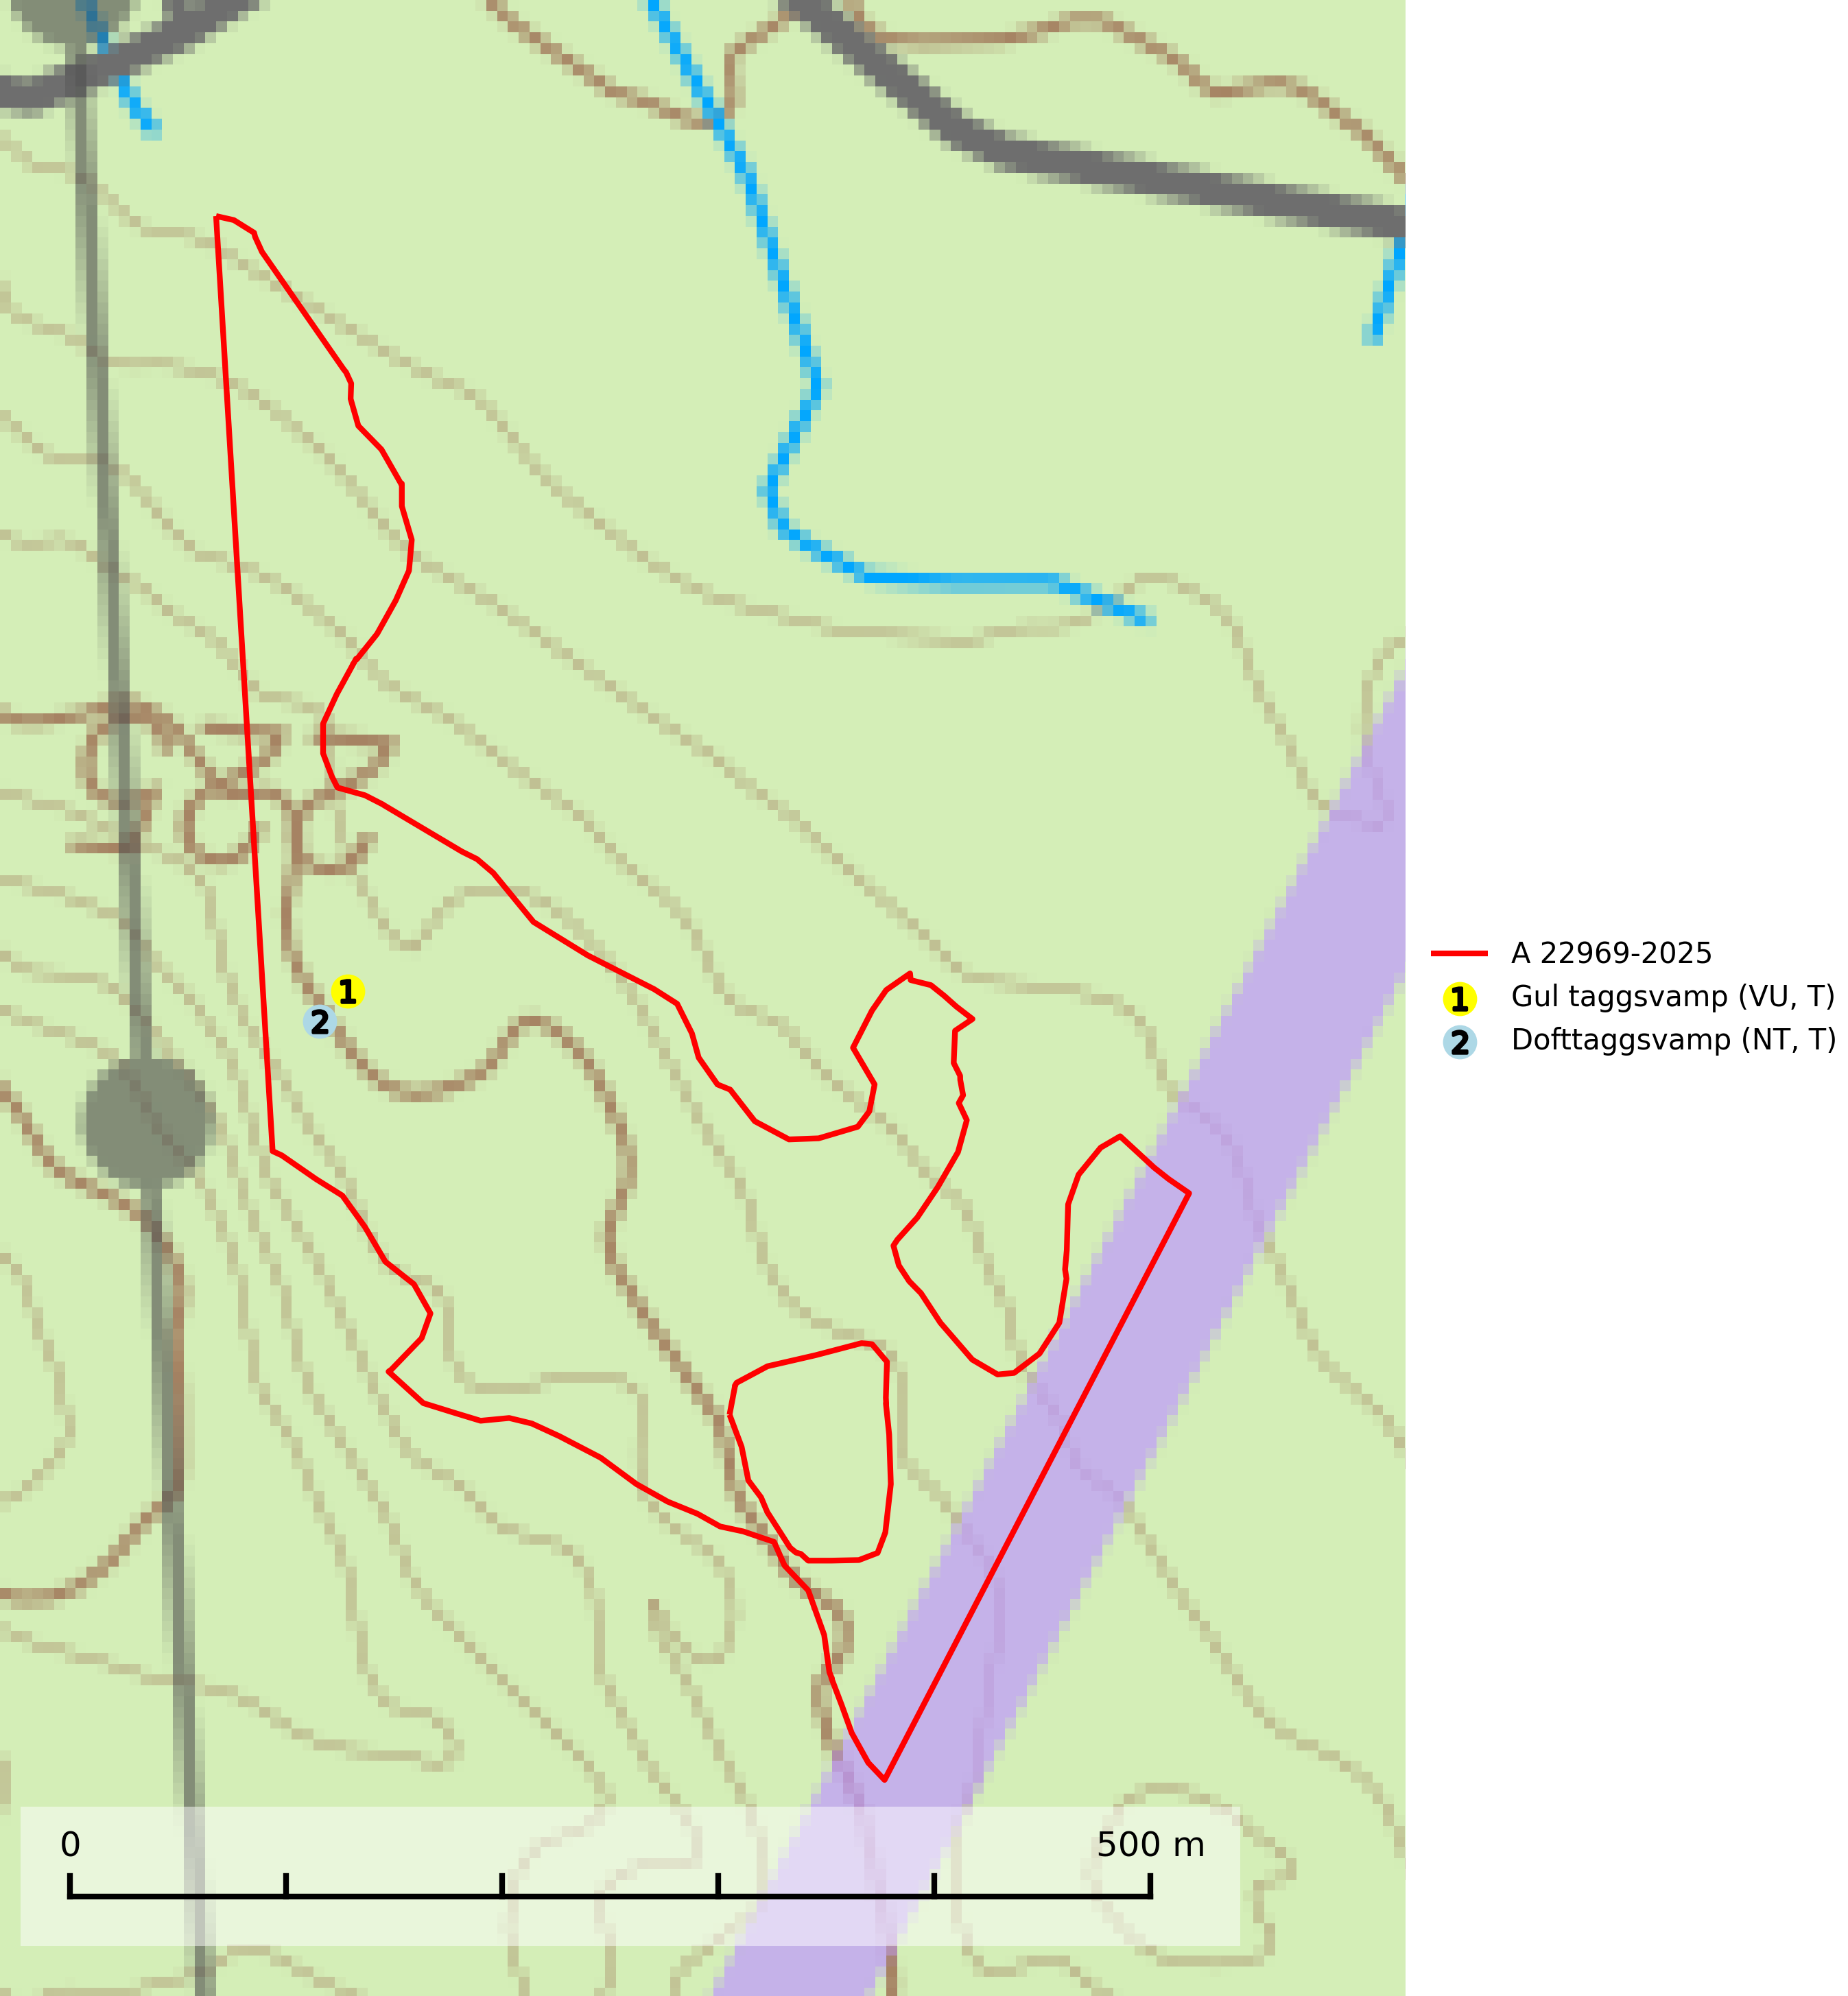 A 22969-2025
1 Gul taggsvamp (VU, T)
2 Dofttaggsvamp (NT, T)
1
2
0 500 m